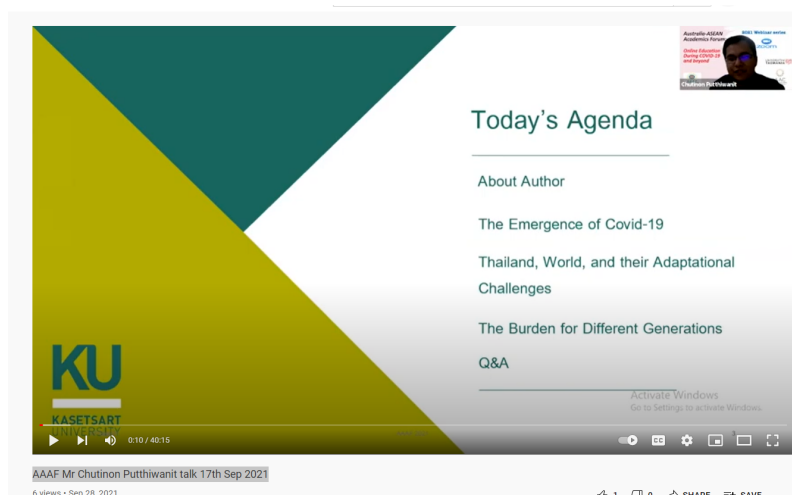 Australia-ASEAN
Academics Forum
Online Education
During COVID-19
and beyond
Webinar series
Chutinon Putthiwanit
Today's Agenda
About Author
The Emergence of Covid-19
Thailand, World, and their Adaptational
Challenges
The Burden for Different Generations
Q&A
KU
KASETSART
UNIVERSITY
Activate Windows
Go to Settings to activate Windows.
0:10 / 40:15
CC
AAAF Mr Chutinon Putthiwanit talk 17th Sep 2021
6 views • Sep 28, 2021
1
0
SHARE
SAVE